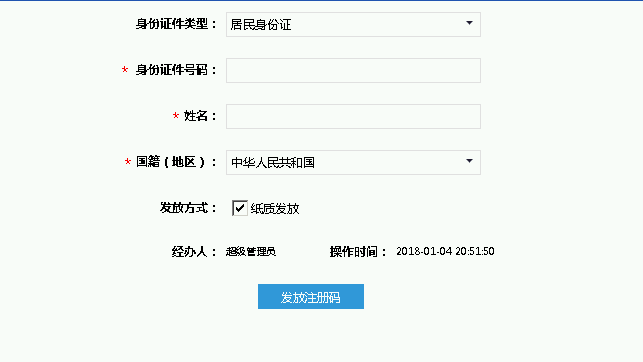 身份证件类型： 居民身份证
* 身份证件号码：
* 姓名：
* 国籍（地区）： 中华人民共和国
发放方式： 纸质发放
经办人： 超级管理员 操作时间： 2018-01-04 20:51:50
发放注册码